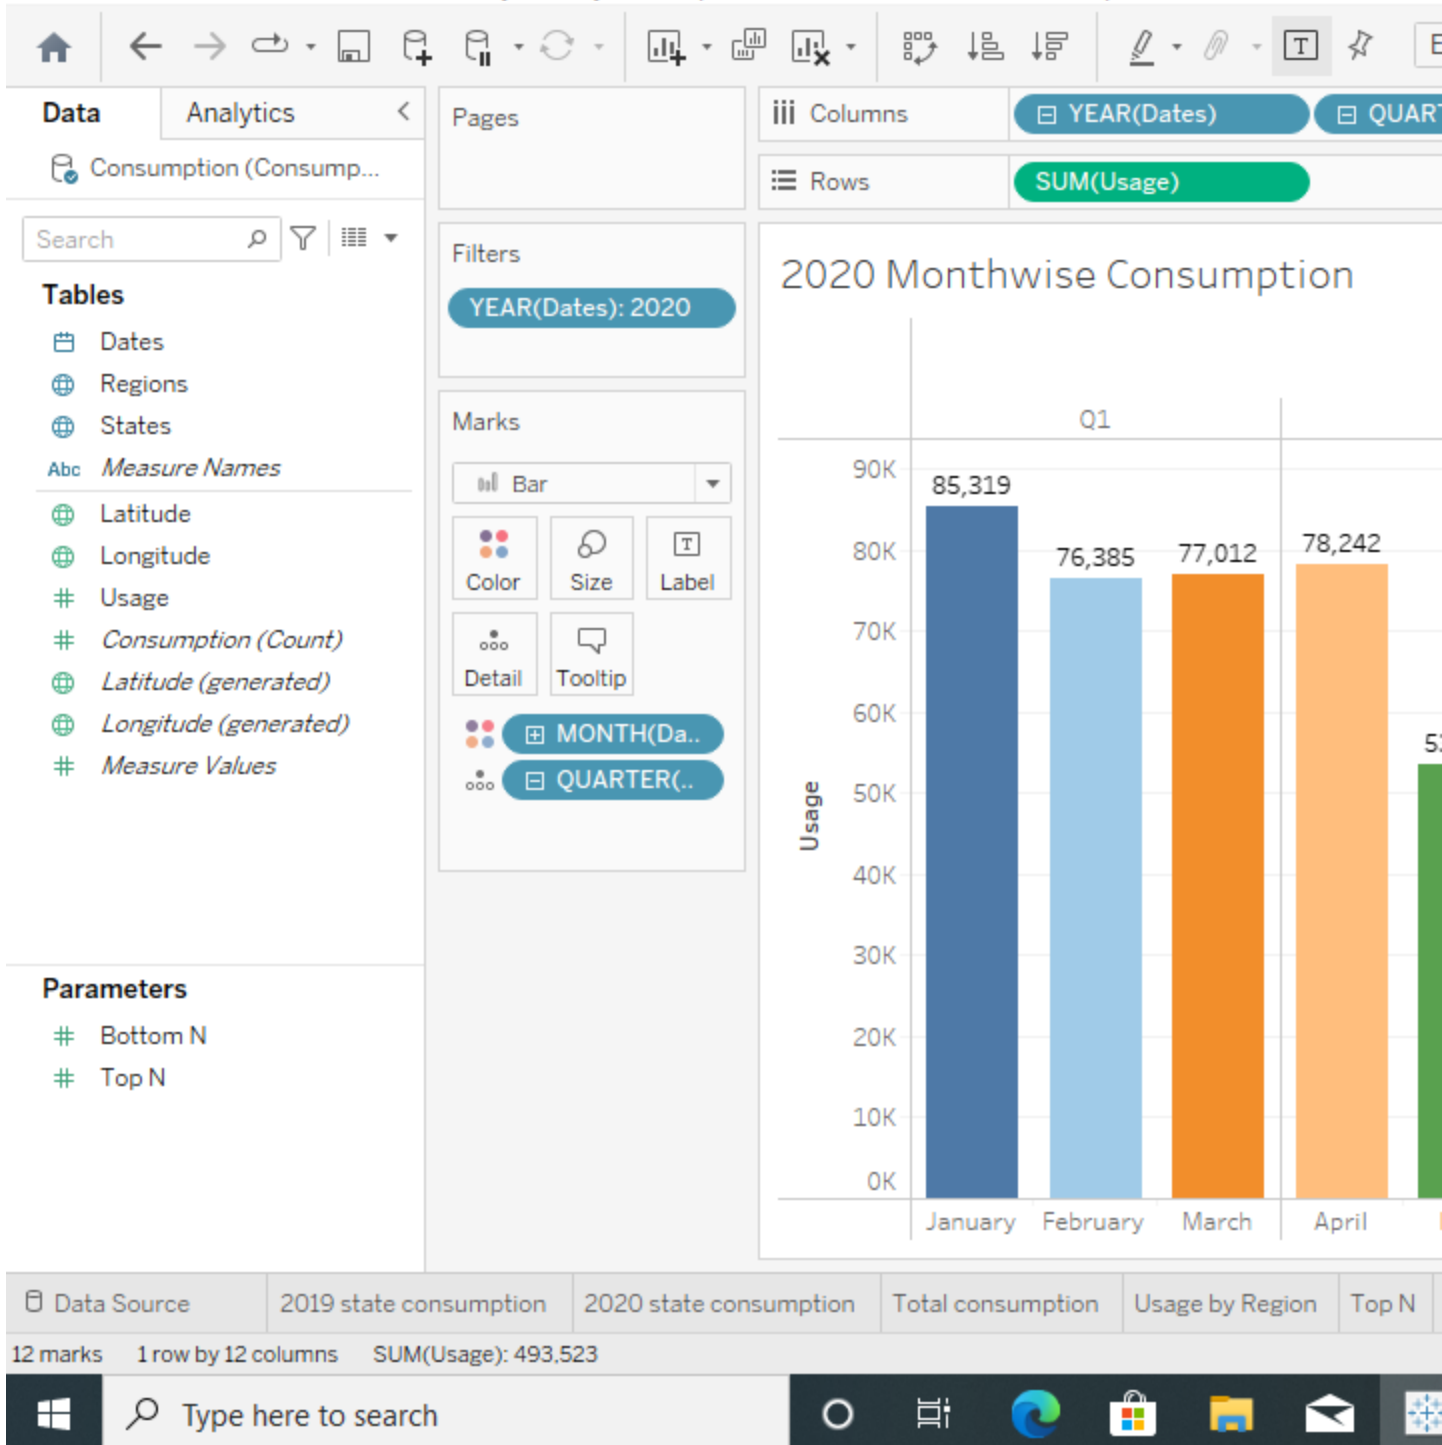 E
Data
Analytics
Pages
Columns
YEAR(Dates)
QUART
Consumption (Consump...
Rows
SUM(Usage)
Search
Filters
YEAR(Dates): 2020
2020 Monthwise Consumption
Tables
Dates
Regions
States
Abc Measure Names
Latitude
Longitude
Usage
Consumption (Count)
Latitude (generated)
Longitude (generated)
Measure Values
Marks
Bar
Color
Size
T
Label
Detail
Tooltip
MONTH(Da..
QUARTER(..
Q1
90K
80K
70K
60K
50K
40K
30K
20K
10K
0K
Usage
85,319
76,385
77,012
78,242
January
February
March
April
Parameters
Bottom N
Top N
Data Source
2019 state consumption
2020 state consumption
Total consumption
Usage by Region
Top N
12 marks
1 row by 12 columns
SUM(Usage): 493,523
Type here to search